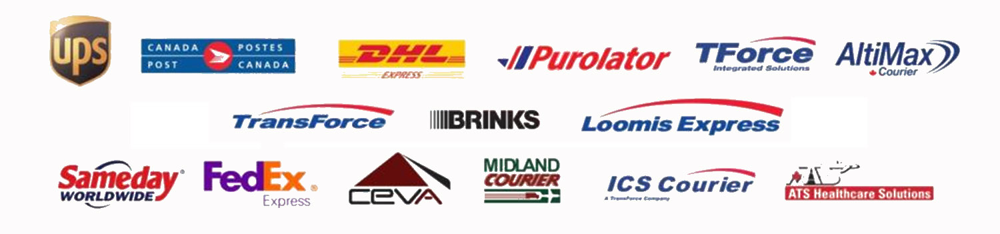 ups
CANADA POSTES
POST CANADA
DHL
EXPRESS
Purolator
TForce
Integrated Solutions
AltiMax
Courier
TransForce
BRINKS
Loomis Express
Sameday
WORLDWIDE
FedEx®
Express
CEVA
MIDLAND
COURIER
ICS Courier
A TransForce Company
ATS
ATS Healthcare Solutions